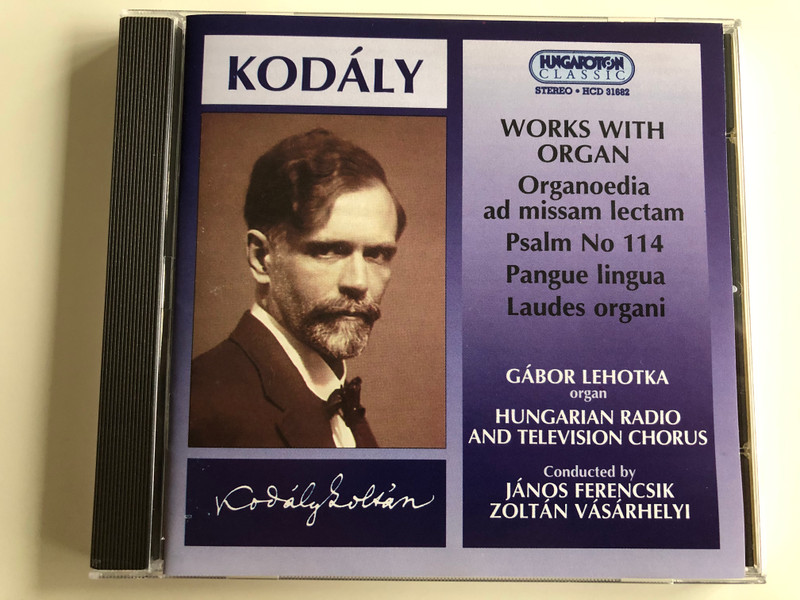 KODÁLY
HUNGAROTON
CLASSIC
STEREO • HCD 31682
WORKS WITH
ORGAN
Organoedia
ad missam lectam
Psalm No 114
Pangue lingua
Laudes organi
GÁBOR LEHOTKA
organ
HUNGARIAN RADIO
AND TELEVISION CHORUS
Conducted by
JÁNOS FERENCSIK
ZOLTÁN VÁSÁRHELYI
Kodály Zoltán